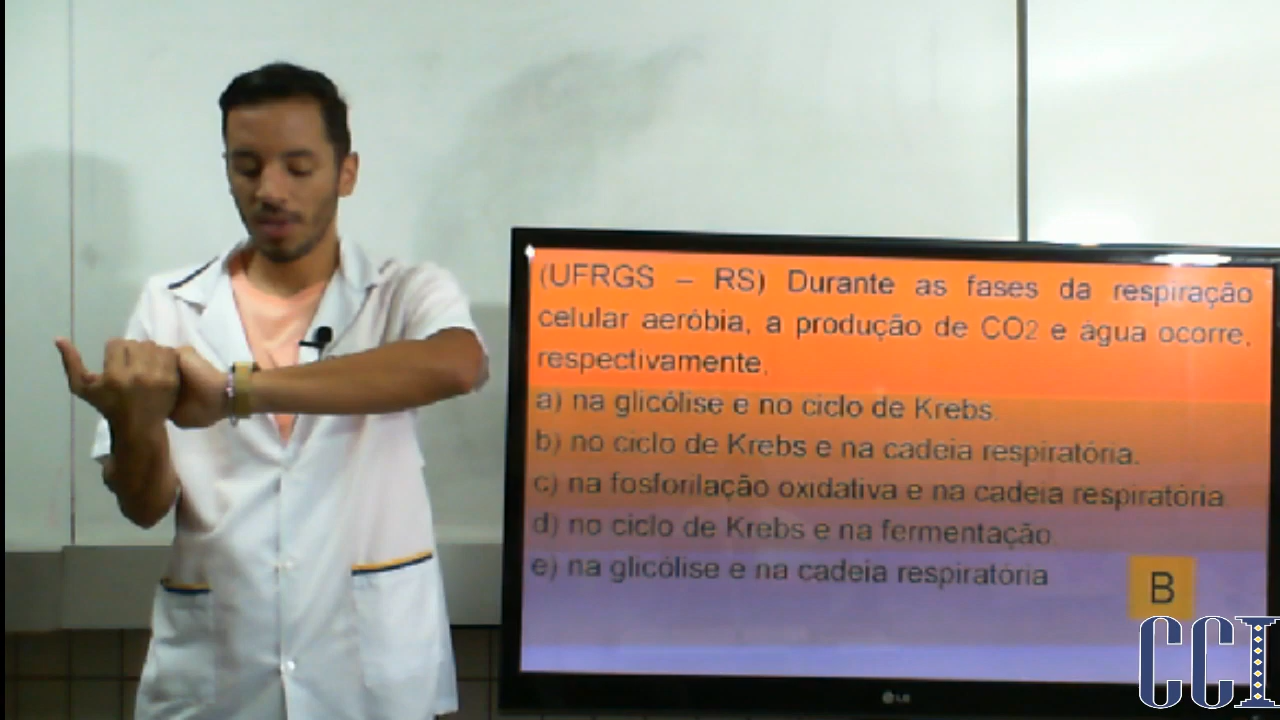 (UFRGS – RS) Durante as fases da respiração
celular aeróbia, a produção de CO2 e água ocorre,
respectivamente,
a) na glicólise e no ciclo de Krebs.
b) no ciclo de Krebs e na cadeia respiratória.
c) na fosforilação oxidativa e na cadeia respiratória
d) no ciclo de Krebs e na fermentação
e) na glicólise e na cadeia respiratória
B
CCI
LG